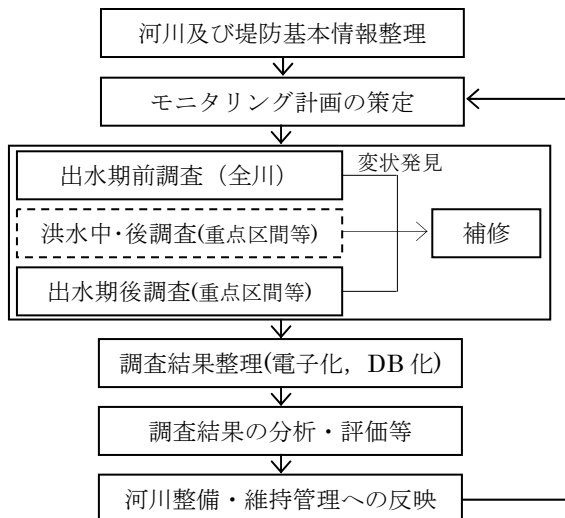 河川及び堤防基本情報整理
モニタリング計画の策定
出水期前調査（全川）
変状発見
洪水中・後調査(重点区間等)
補修
出水期後調査(重点区間等)
調査結果整理(電子化，DB 化)
調査結果の分析・評価等
河川整備・維持管理への反映